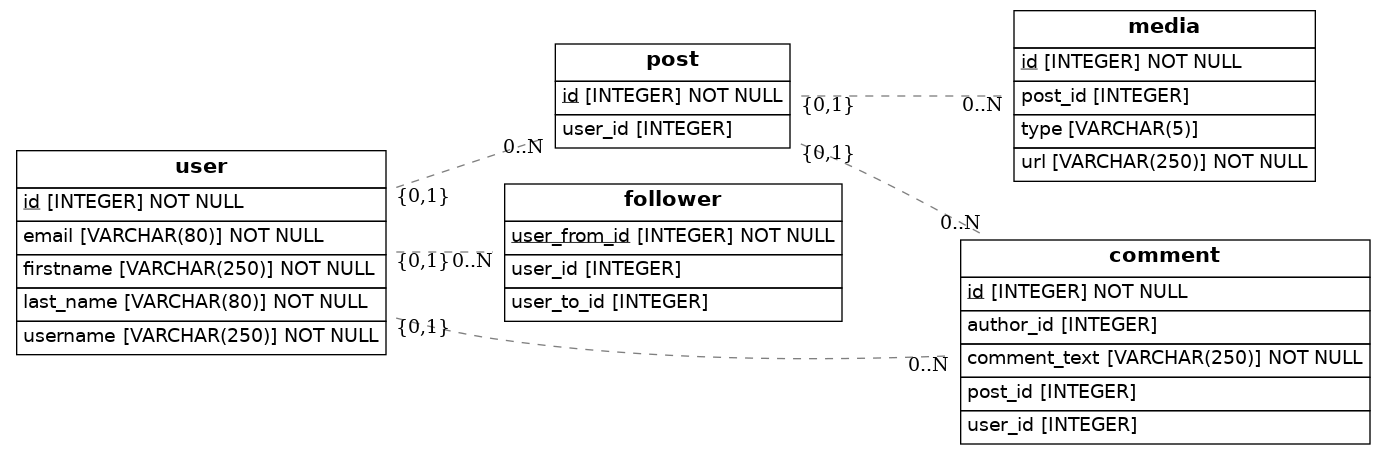 user
id [INTEGER] NOT NULL
email [VARCHAR(80)] NOT NULL
firstname [VARCHAR(250)] NOT NULL
last_name [VARCHAR(80)] NOT NULL
username [VARCHAR(250)] NOT NULL
{0,1}
0..N
{0,1}
0..N
{0,1}
0..N
post
id [INTEGER] NOT NULL
user_id [INTEGER]
{0,1}
0..N
{0,1}
0..N
follower
user_from_id [INTEGER] NOT NULL
user_id [INTEGER]
user_to_id [INTEGER]
media
id [INTEGER] NOT NULL
post_id [INTEGER]
type [VARCHAR(5)]
url [VARCHAR(250)] NOT NULL
comment
id [INTEGER] NOT NULL
author_id [INTEGER]
comment_text [VARCHAR(250)] NOT NULL
post_id [INTEGER]
user_id [INTEGER]